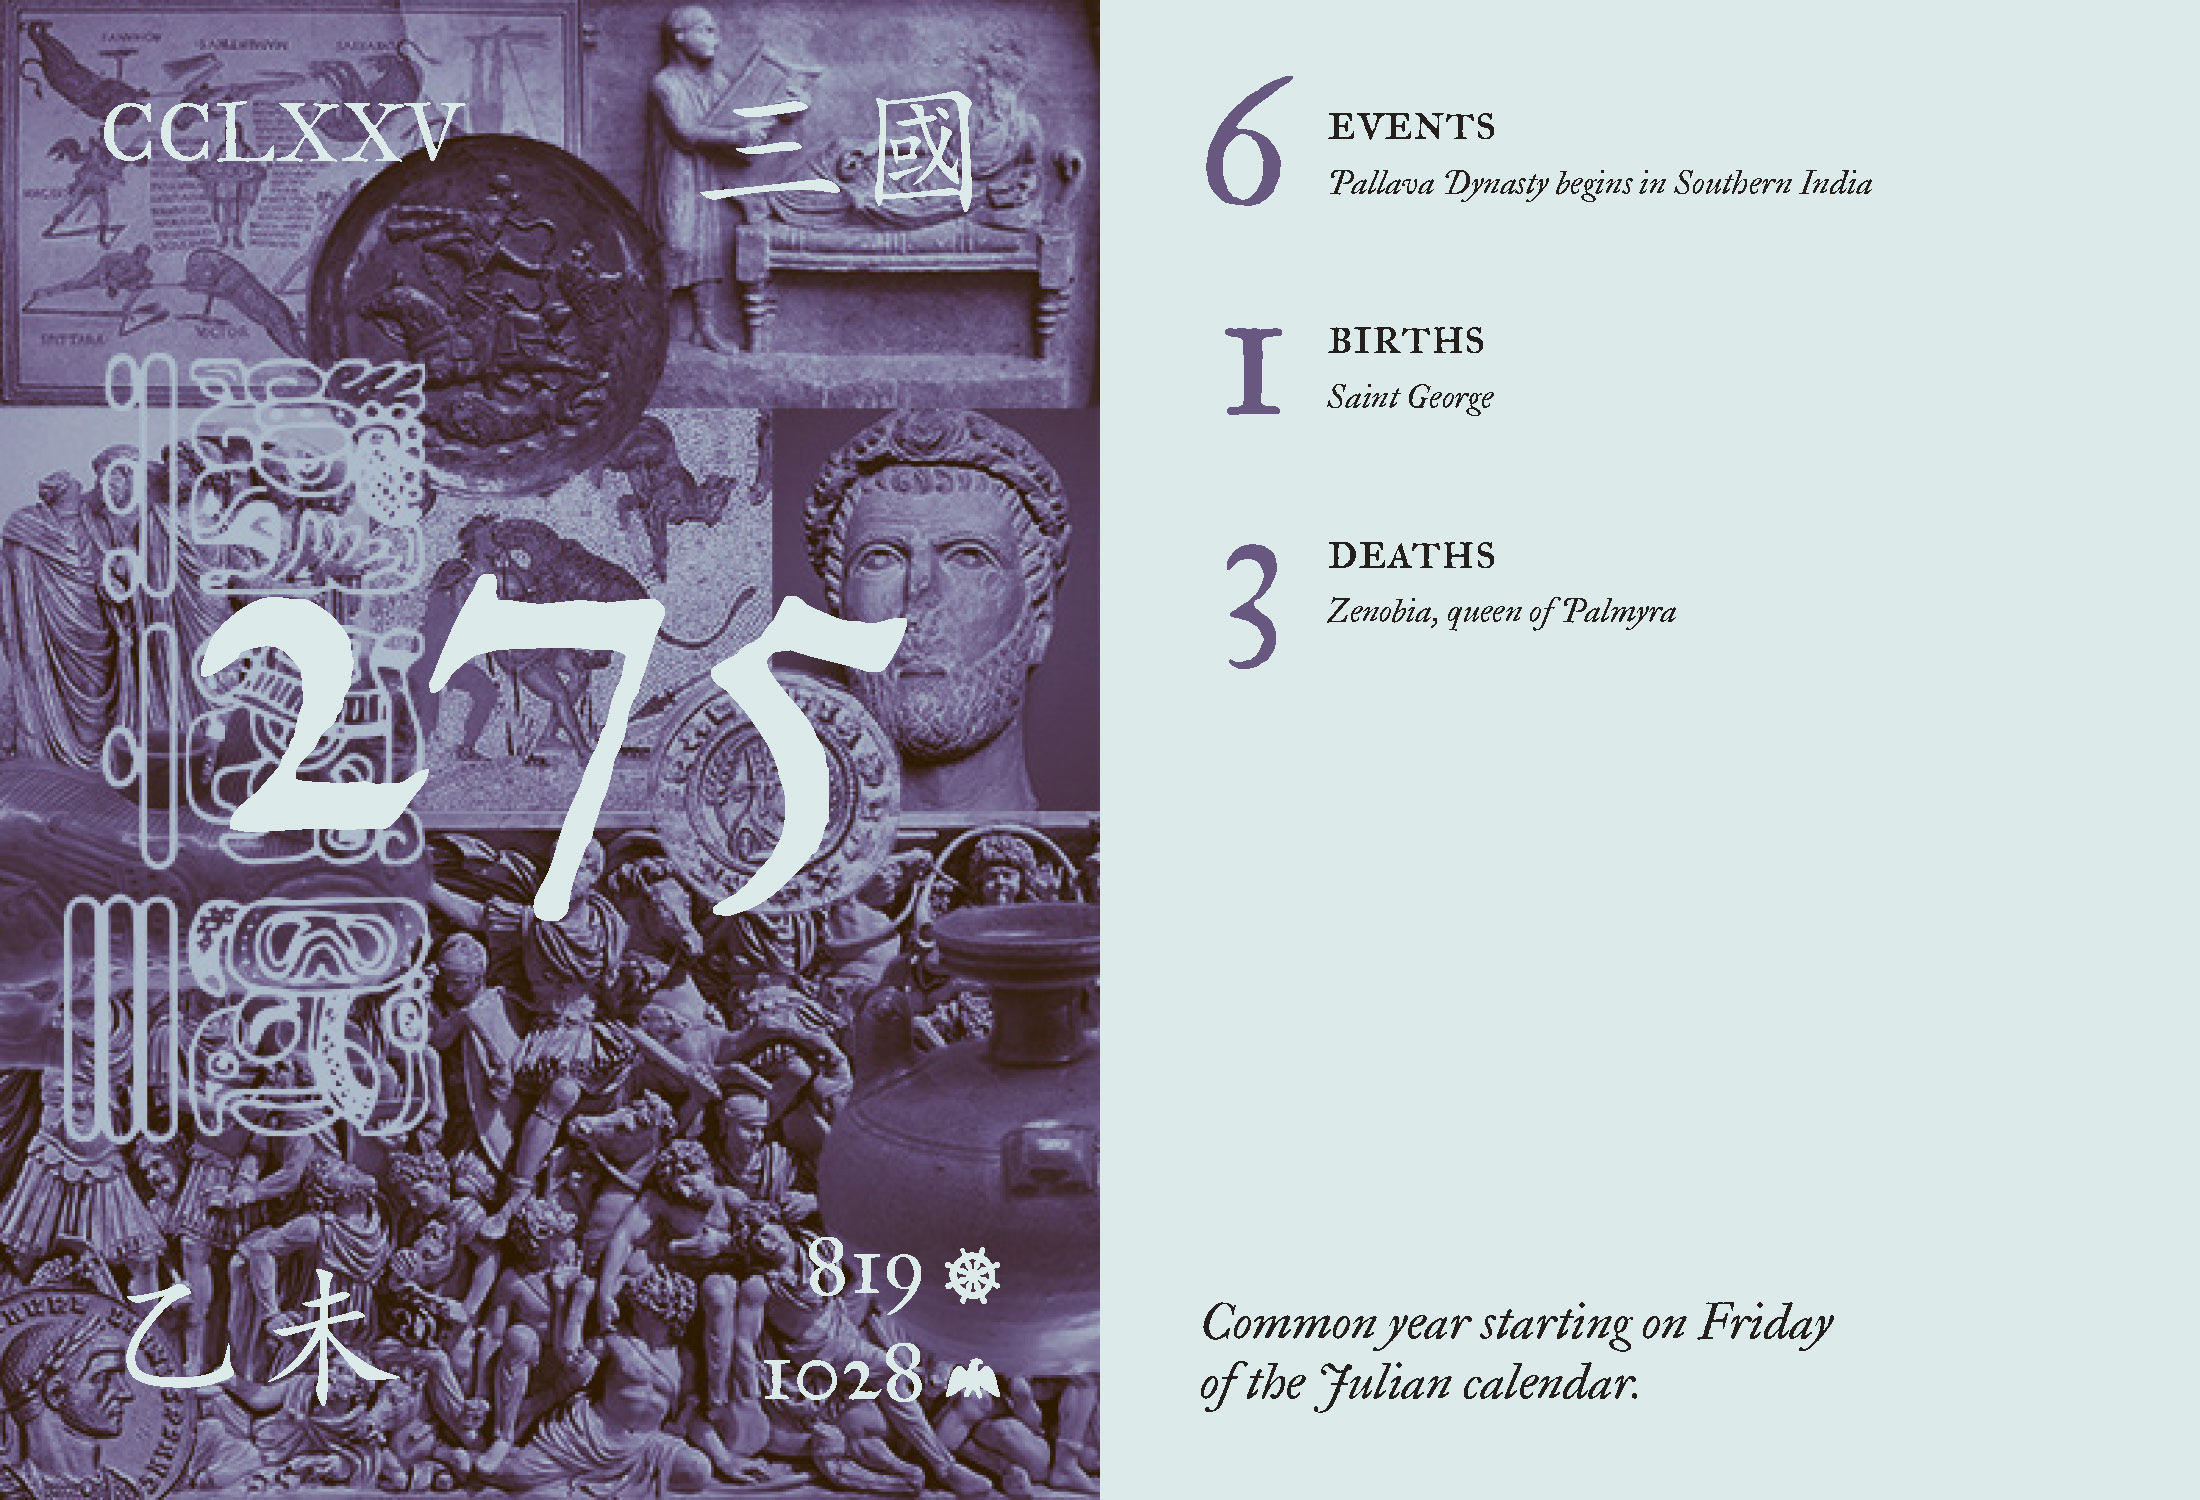 CCLXXV
三國
275
乙未
819
1028
6
EVENTS
Pallava Dynasty begins in Southern India
1
BIRTHS
Saint George
3
DEATHS
Zenobia, queen of Palmyra
Common year starting on Friday
of the Julian calendar.